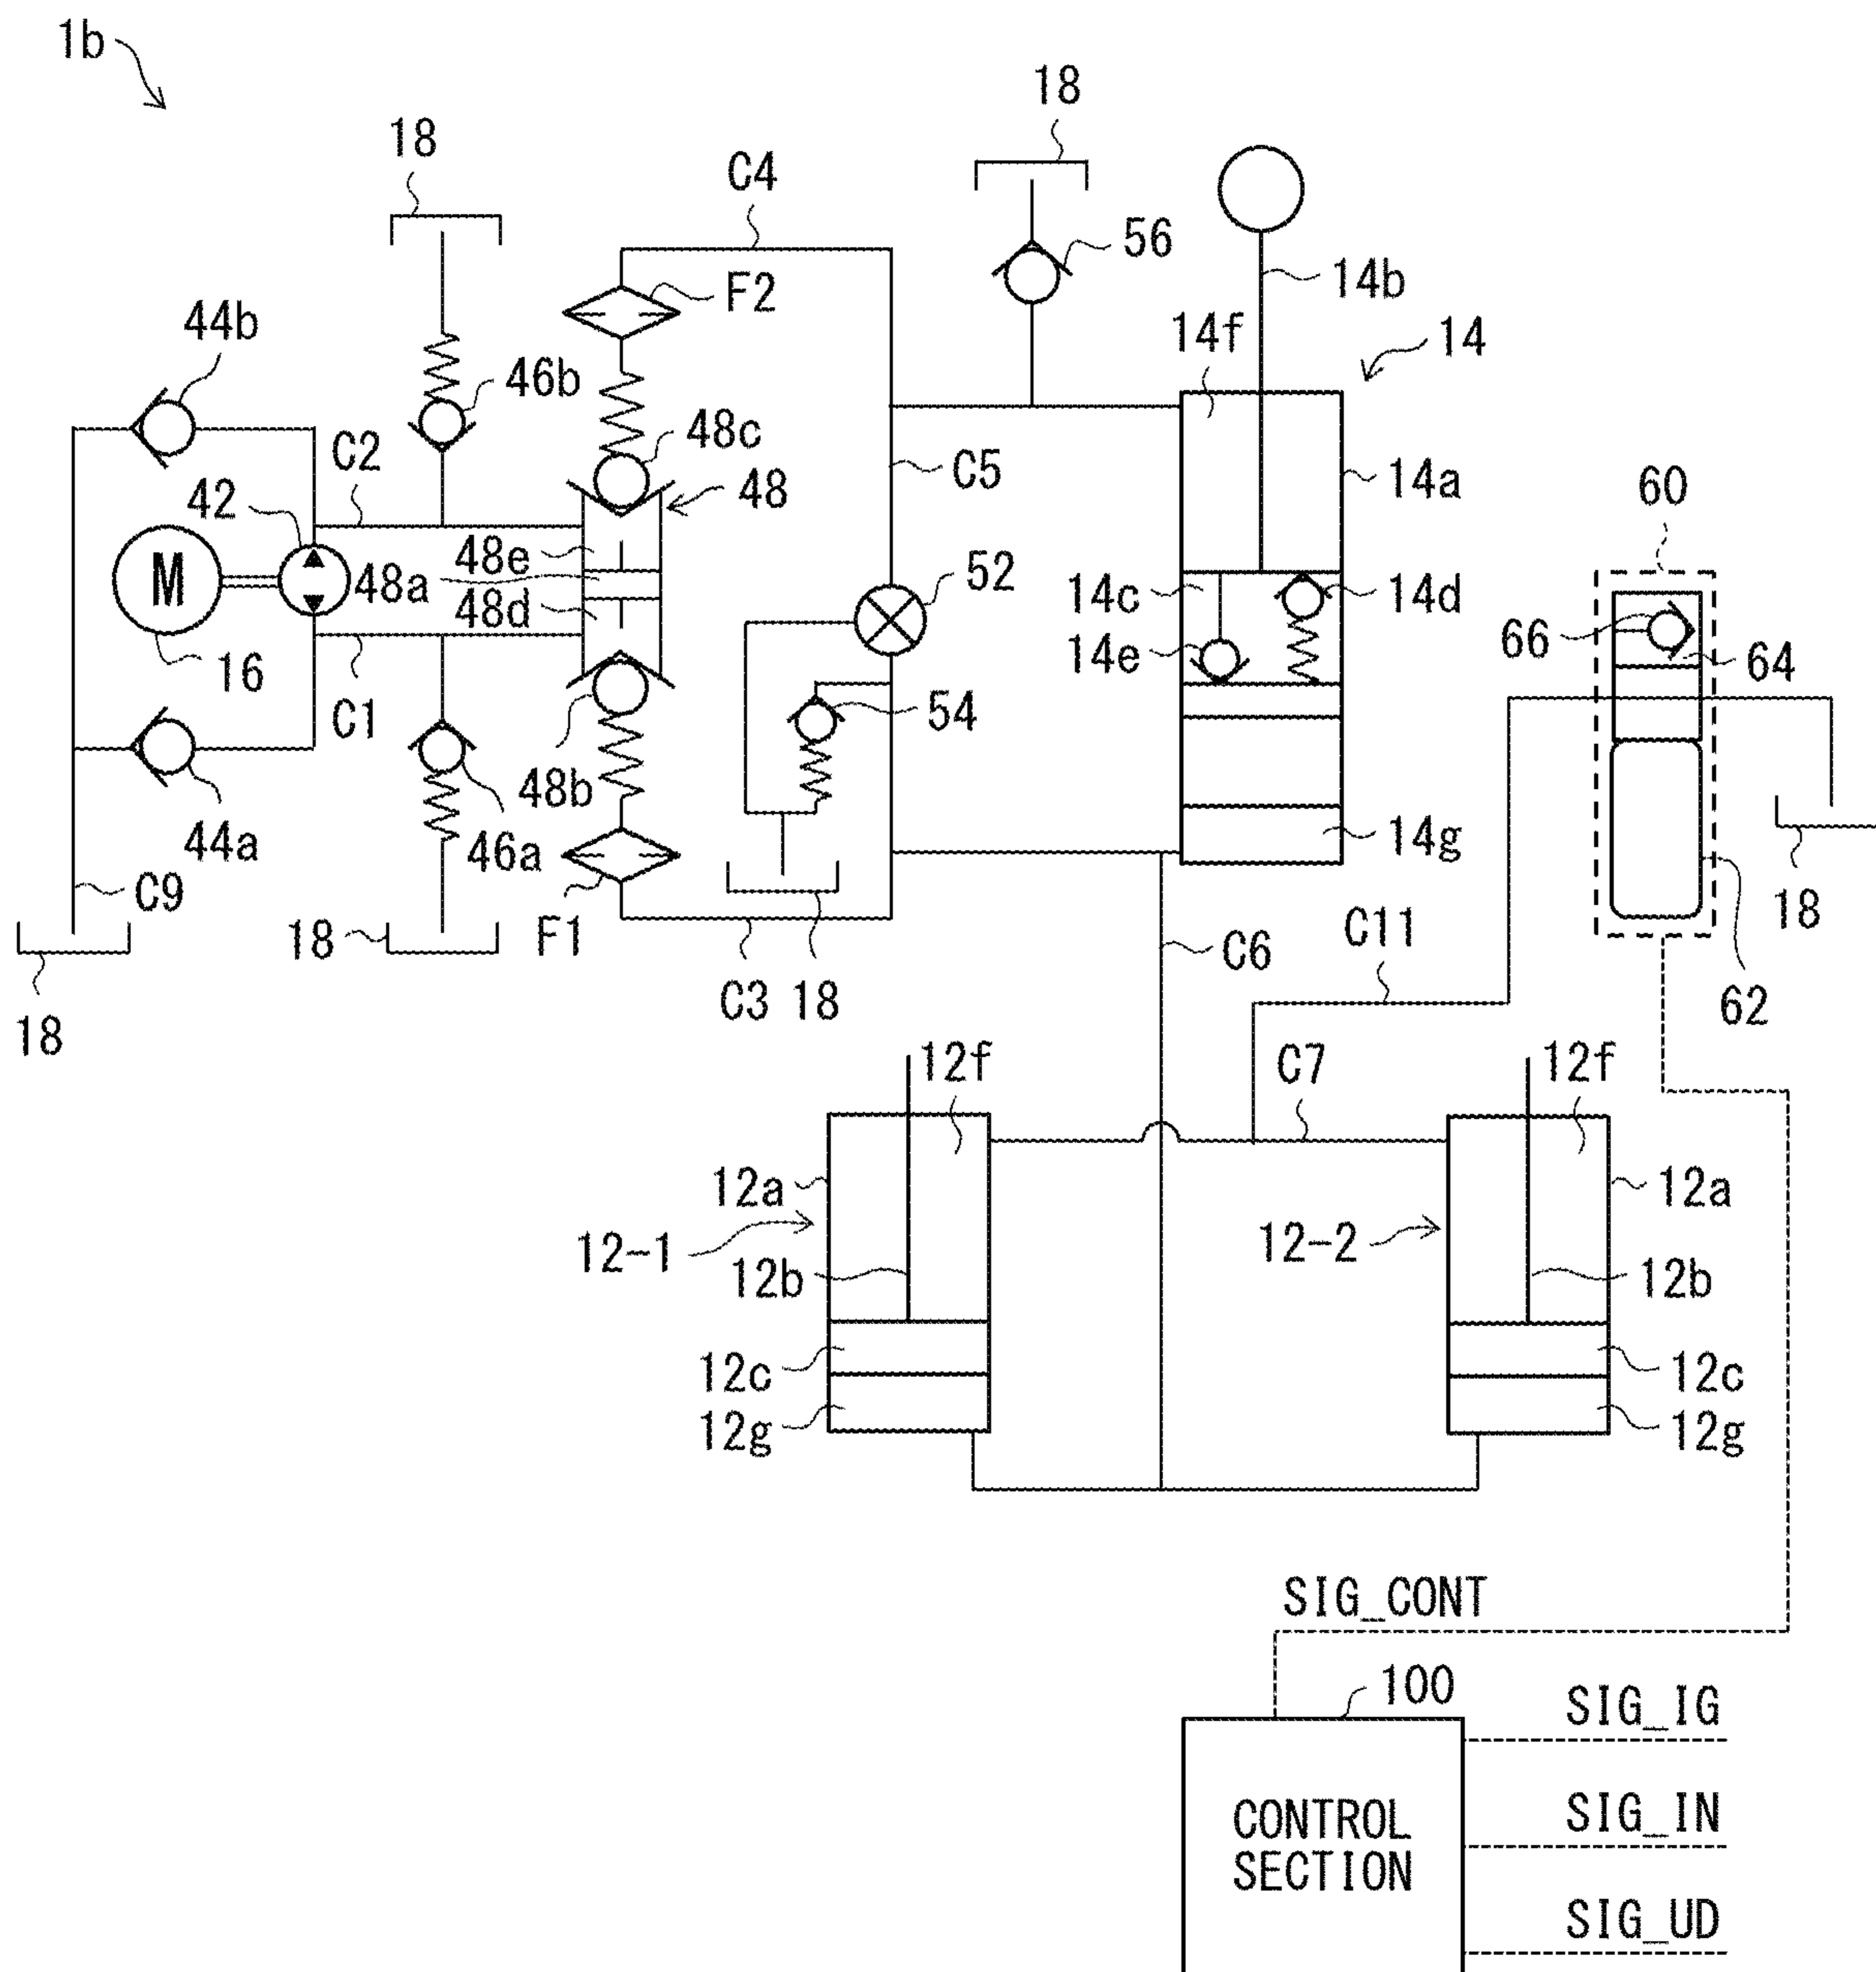 1b
18
18
C4
56
F2
14b
44b
14f
14
46b
48c
C2
C5
14a
60
42
48
48e
52
M
48a
14c
14d
48d
66
14e
64
16
54
C1
48b
14g
44a
46a
C9
18
F1
C11
18
C6
C3
18
62
18
12f
C7
12f
12a
12a
12-1
12-2
12b
12b
12c
12c
12g
12g
SIG_CONT
100
SIG_IG
CONTROL
SECTION
SIG_IN
SIG_UD